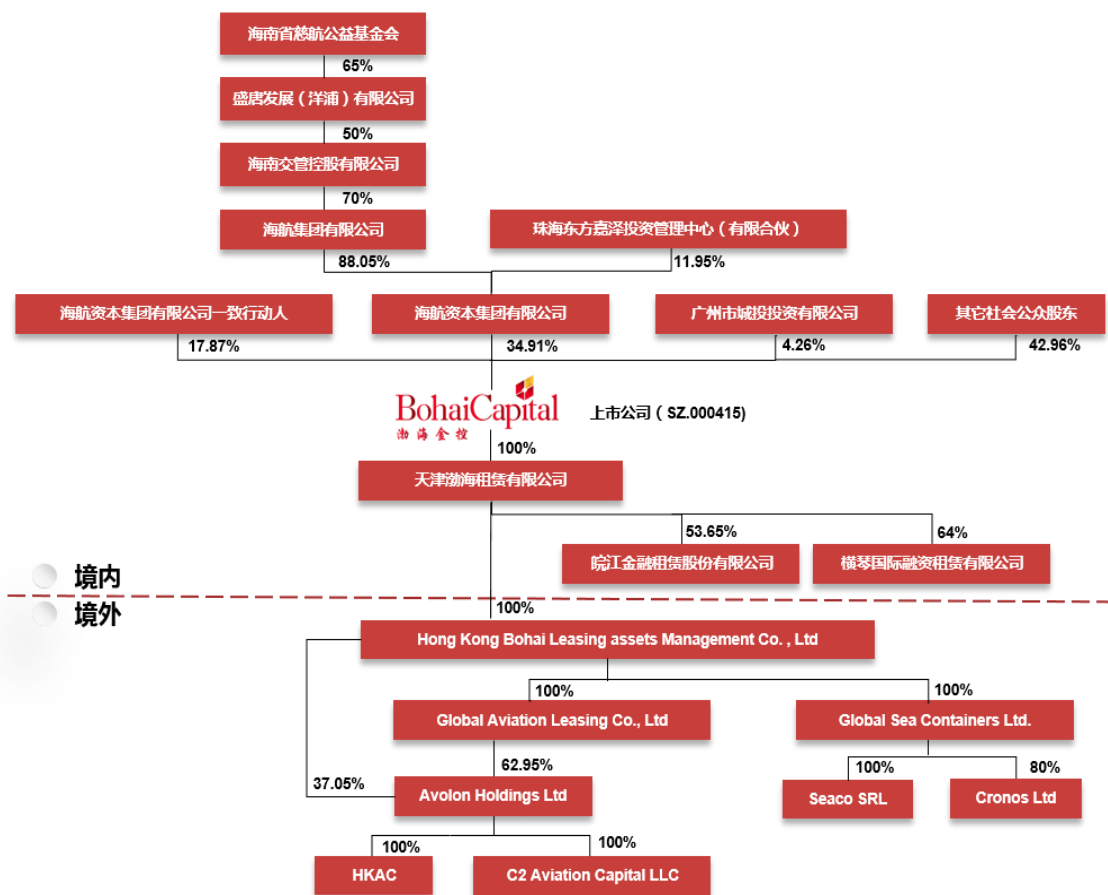 海南省慈航公益基金会
65%
盛唐发展（洋浦）有限公司
50%
海南交管控股有限公司
70%
海航集团有限公司
珠海东方嘉泽投资管理中心（有限合伙）
88.05%
11.95%
海航资本集团有限公司一致行动人
海航资本集团有限公司
广州市城投投资有限公司
其它社会公众股东
17.87%
34.91%
4.26%
42.96%
BohaiCapital
渤海金控
上市公司（SZ.000415)
100%
天津渤海租赁有限公司
53.65%
64%
皖江金融租赁股份有限公司
横琴国际融资租赁有限公司
境内
境外
100%
Hong Kong Bohai Leasing assets Management Co. , Ltd
100%
100%
Global Aviation Leasing Co., Ltd
Global Sea Containers Ltd.
62.95%
100%
80%
37.05%
Avolon Holdings Ltd
Seaco SRL
Cronos Ltd
100%
100%
HKAC
C2 Aviation Capital LLC